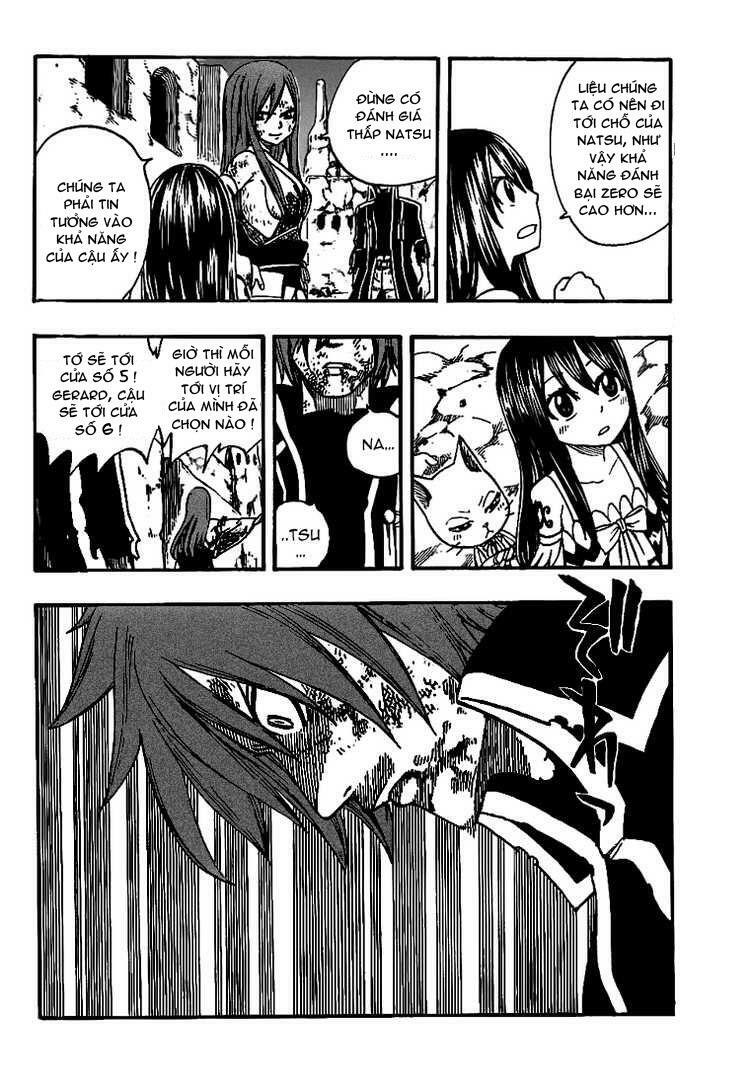 LIỆU CHÚNG
TA CÓ NÊN ĐI
TỚI CHỖ CỦA
NATSU, NHƯ
VẬY KHẢ
NĂNG ĐÁNH
BẠI ZERO SẼ
CAO HƠN...
ĐỪNG CÓ
ĐÁNH GIÁ
THẤP NATSU
....
CHÚNG TA
PHẢI TIN
TƯỞNG VÀO
KHẢ NĂNG
CỦA CẬU ẤY !
NA...
..TSU
...
GIỜ THÌ MỖI
NGƯỜI HÃY
TỚI VỊ TRÍ
CỦA MÌNH ĐÃ
CHỌN NÀO !
TỚ SẼ TỚI
CỬA SỐ 5 !
GERARD, CẬU
SẼ TỚI CỬA
SỐ 6 !